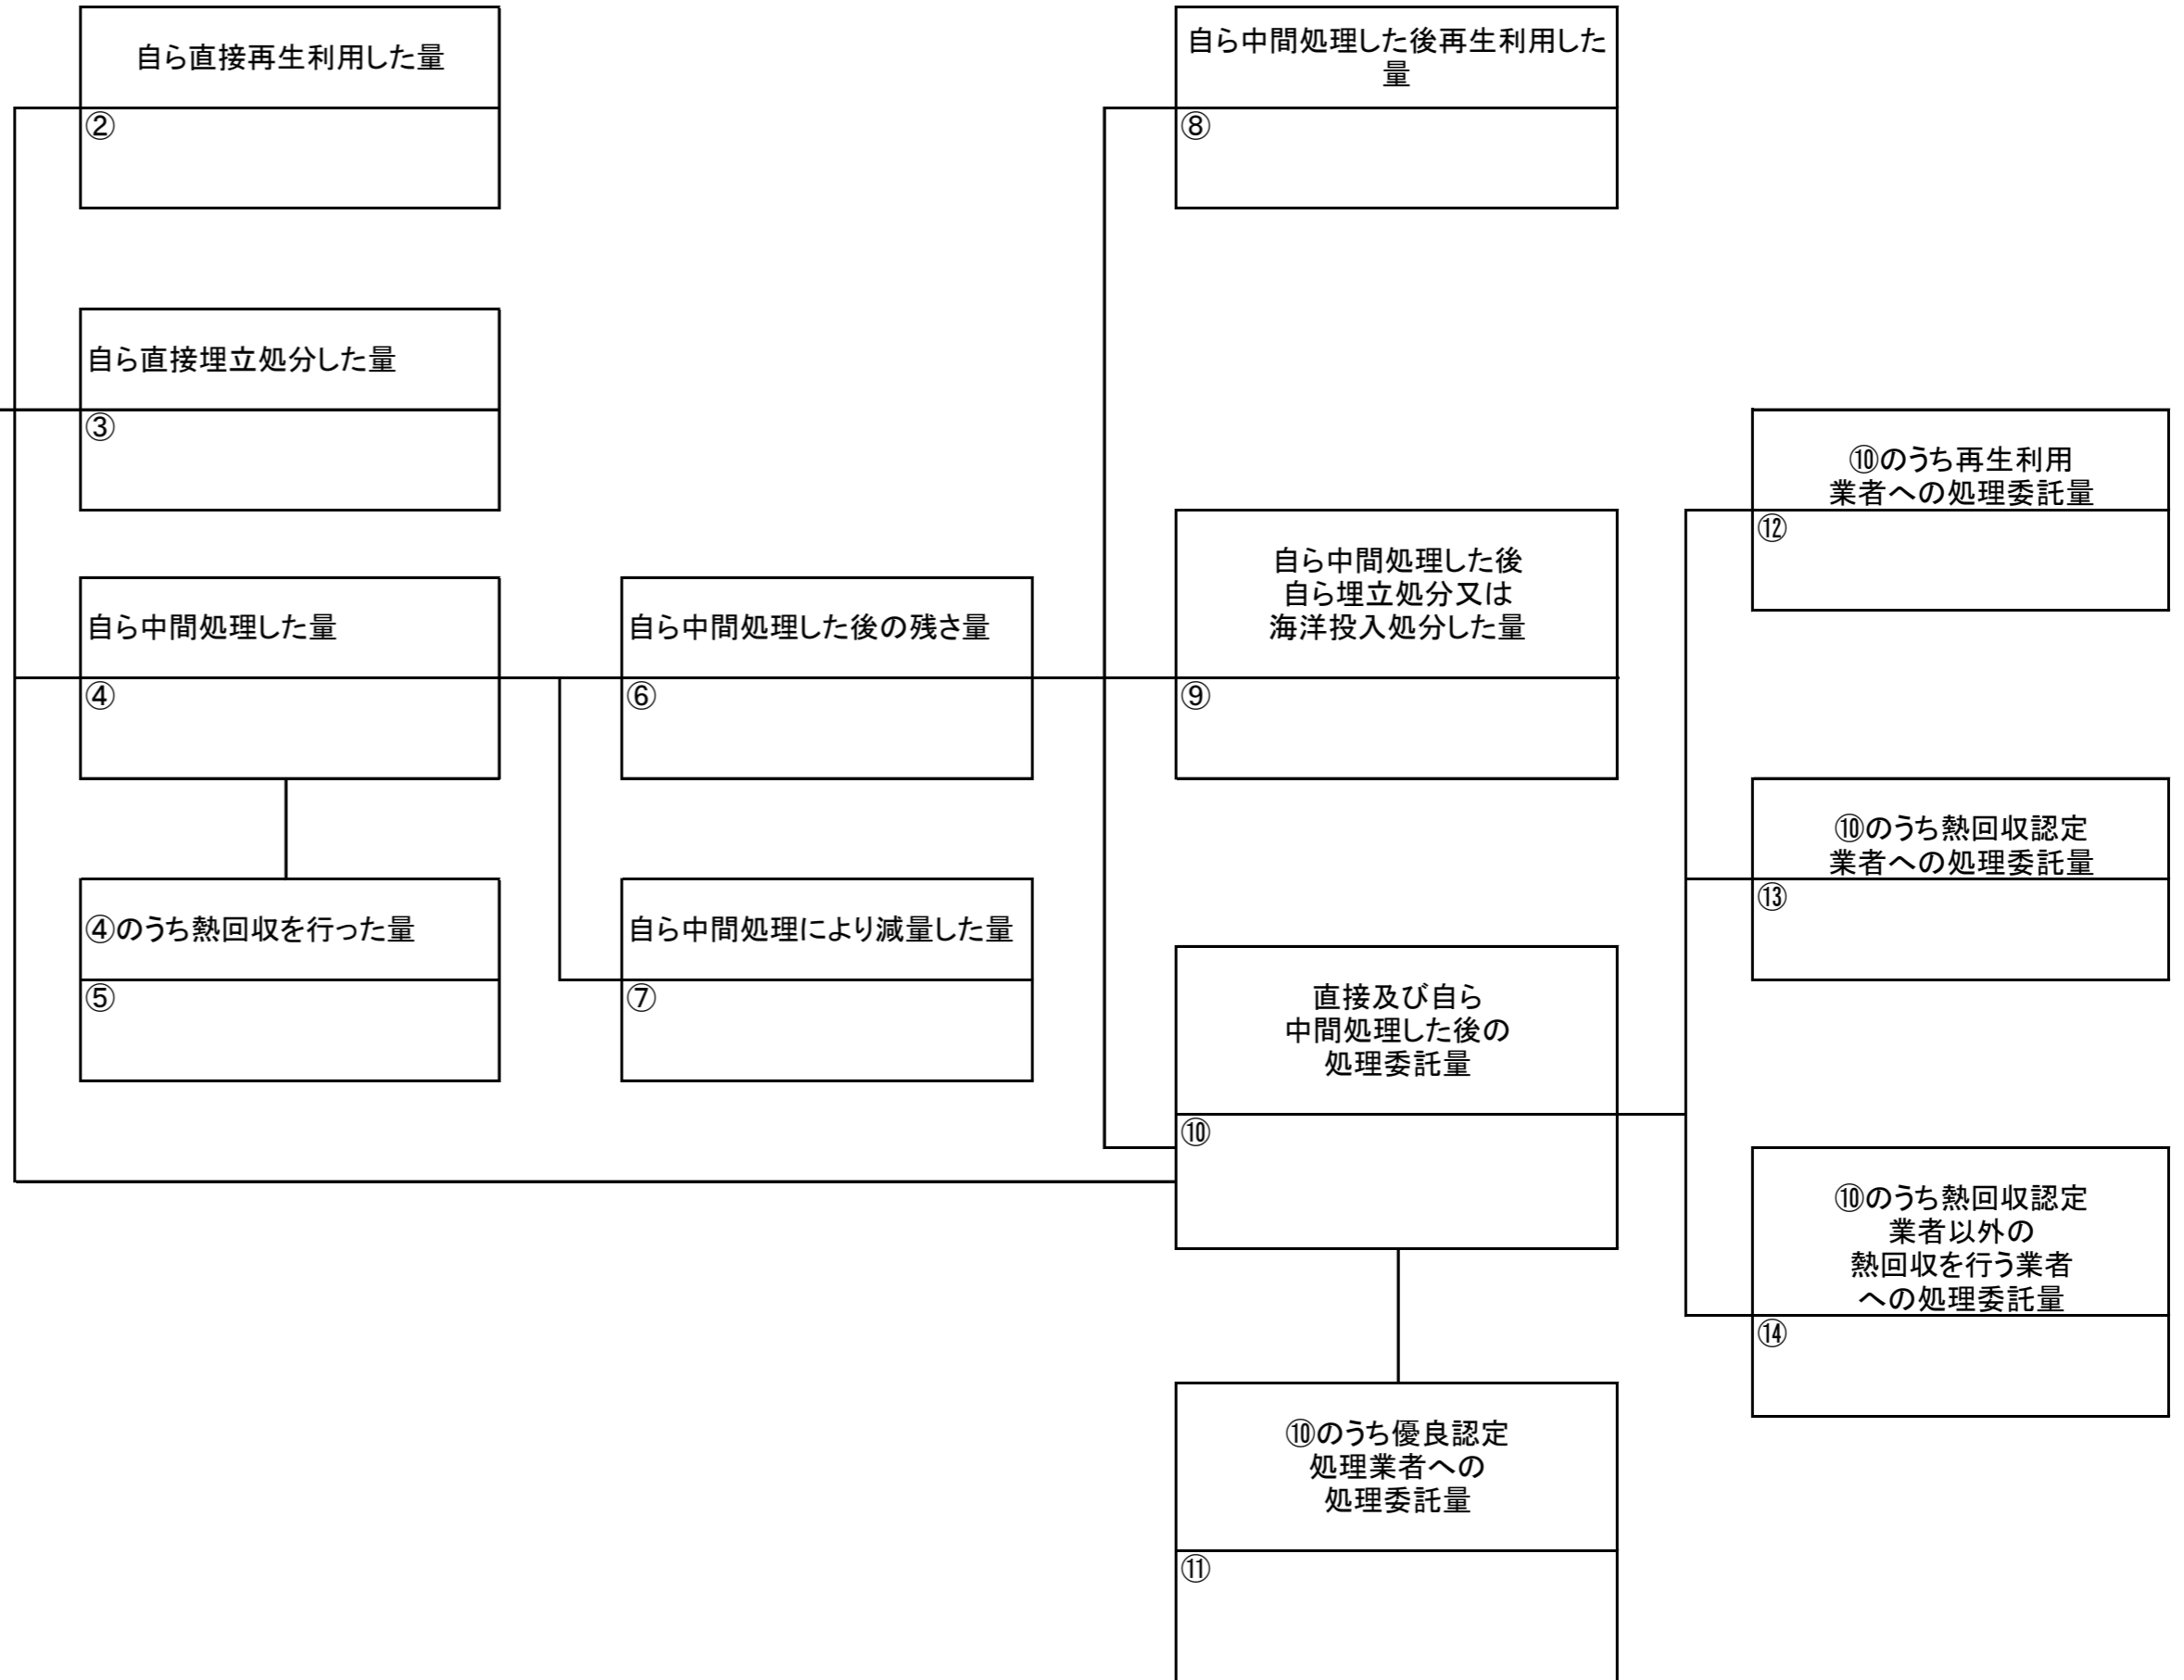 自ら直接再生利用した量
②
自ら直接埋立処分した量
③
自ら中間処理した量
④
④のうち熱回収を行った量
⑤
自ら中間処理した後の残さ量
⑥
自ら中間処理により減量した量
⑦
自ら中間処理した後再生利用した
量
⑧
自ら中間処理した後
自ら埋立処分又は
海洋投入処分した量
⑨
直接及び自ら
中間処理した後の
処理委託量
⑩
⑩のうち優良認定
処理業者への
処理委託量
⑪
⑩のうち再生利用
業者への処理委託量
⑫
⑩のうち熱回収認定
業者への処理委託量
⑬
⑩のうち熱回収認定
業者以外の
熱回収を行う業者
への処理委託量
⑭